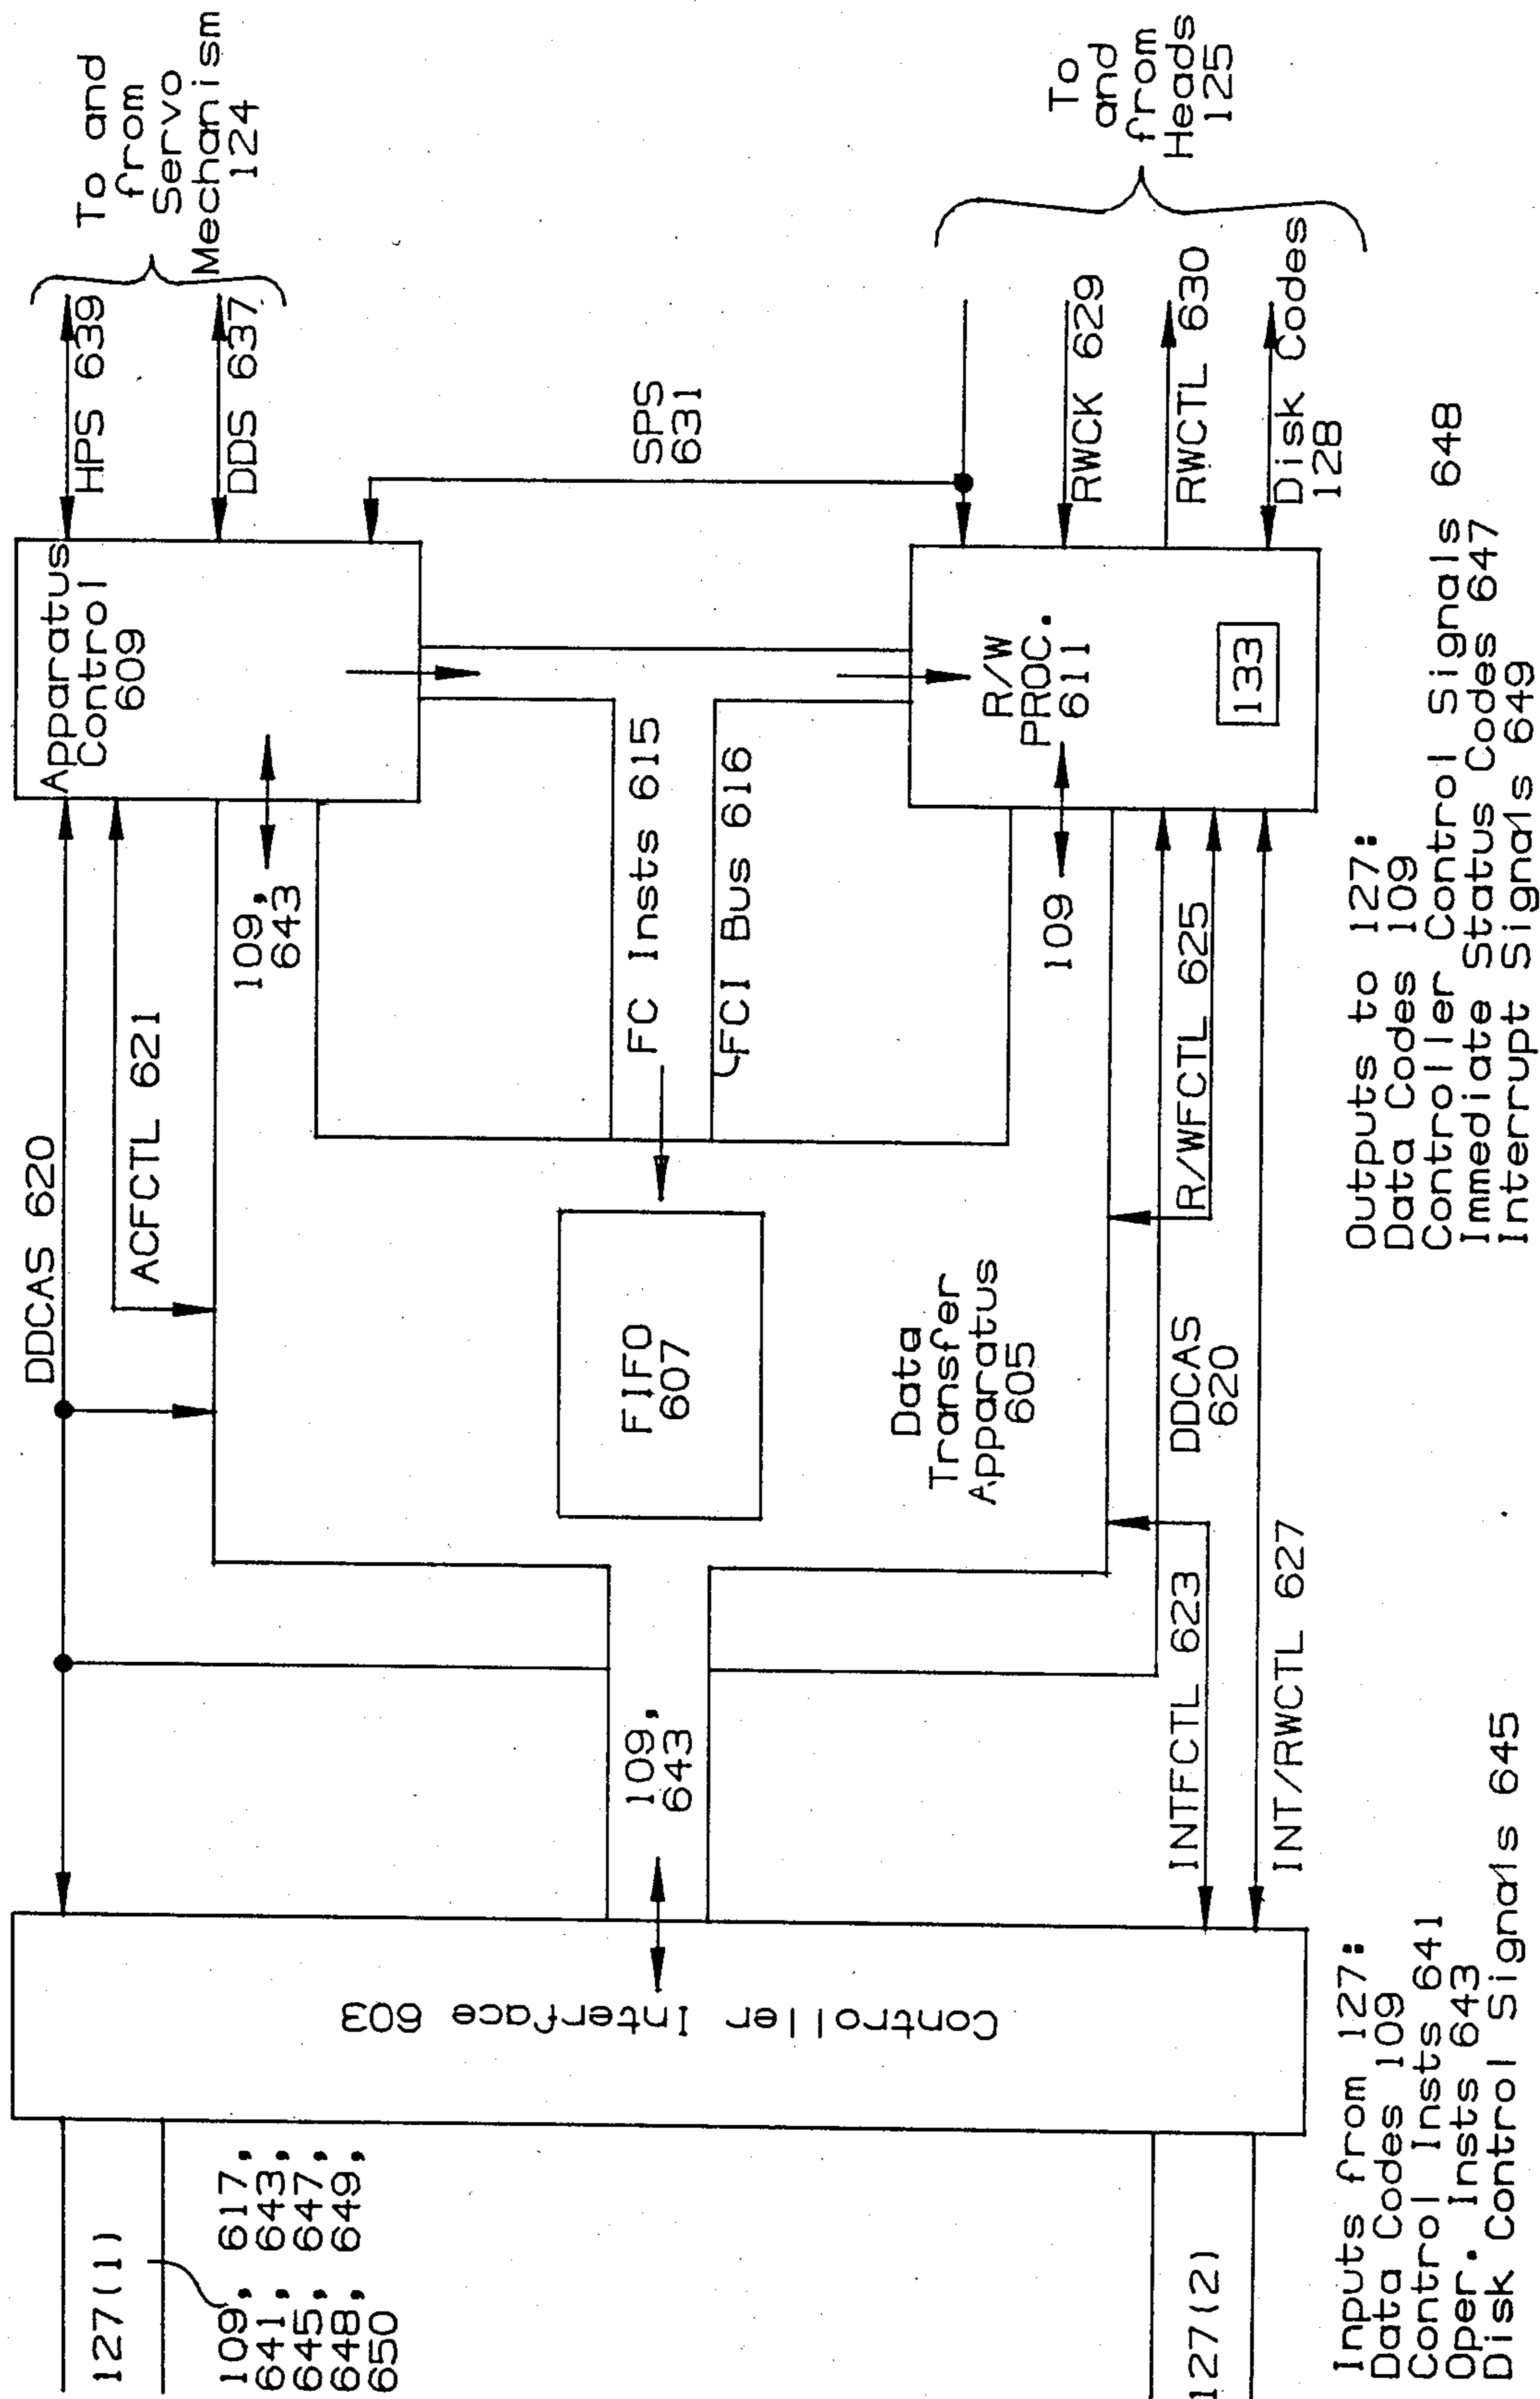 127(1)
109, 617,
641, 643,
645, 647,
648, 649,
650
127(2)
Controller Interface 603
DDCAS 620
ACFCTL 621
109,
643
FIFO
607
Data
Transfer
Apparatus
605
INTFCTL 623
INT/RWCTL 627
DDCAS
620
R/WFCTL 625
109,
643
FC Insts 615
FCI Bus 616
109
Apparatus
Control
609
R/W
PROC.
611
133
HPS 639
DDS 637
SPS
631
RWCK 629
RWCTL 630
Disk Codes
128
To and
from
Servo
Mechanism
124
To
and
from
Heads
125
Inputs from 127:
Data Codes 109
Control Insts 641
Oper. Insts 643
Disk Control Signals 645
Outputs to 127:
Data Codes 109
Controller Control Signals 648
Immediate Status Codes 647
Interrupt Signals 649